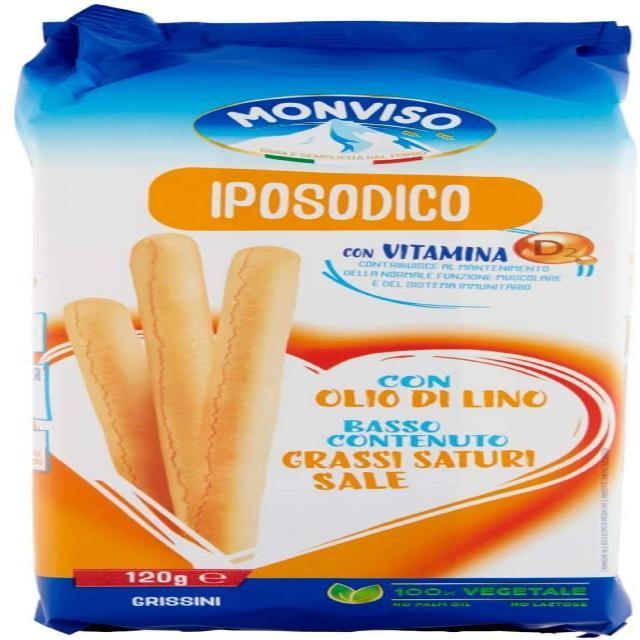 MONVISO
IPOSODICO
CON VITAMINA D2
CONTRIBUISCE AL MANTENIMENTO
DELLA NORMALE FUNZIONE MUSCOLARE
E DEL SISTEMA IMMUNITARIO
CON
OLIO DI LINO
BASSO
CONTENUTO
GRASSI SATURI
SALE
120g e
GRISSINI
100% VEGETALE
NO PALM OIL NO LACTOSE